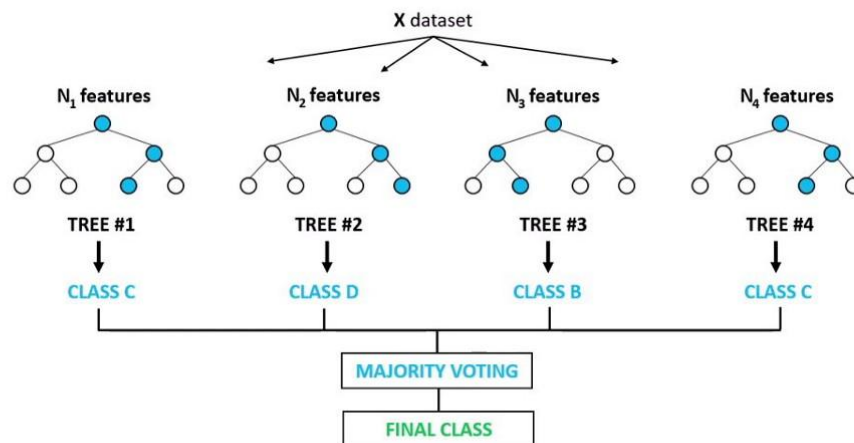 X dataset
N₁ features N₂ features N₃ features N₄ features
TREE #1 TREE #2 TREE #3 TREE #4
CLASS C CLASS D CLASS B CLASS C
MAJORITY VOTING
FINAL CLASS